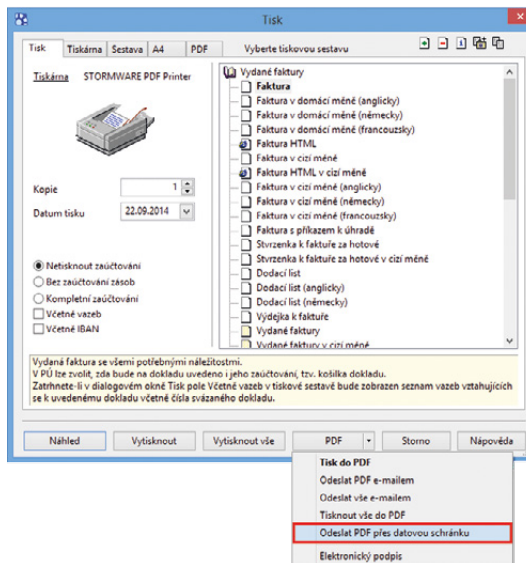 Tisk
Tisk
Tiskárna
Sestava
A4
PDF
Vyberte tiskovou sestavu
Tiskárna STORMWARE PDF Printer
Kopie 1
Datum tisku 22.09.2014
Netisknout zaúčtování
Bez zaúčtování zásob
Kompletní zaúčtování
Včetně vazeb
Včetně IBAN
Vydané faktury
Faktura
Faktura v domácí měně (anglicky)
Faktura v domácí měně (německy)
Faktura v domácí měně (francouzsky)
Faktura HTML
Faktura v cizí měně
Faktura HTML v cizí měně
Faktura v cizí měně (anglicky)
Faktura v cizí měně (německy)
Faktura v cizí měně (francouzsky)
Faktura s příkazem k úhradě
Stvrzenka k faktuře za hotové
Stvrzenka k faktuře za hotové v cizí měně
Dodací list
Dodací list (anglicky)
Dodací list (německy)
Výdejka k faktuře
Vydané faktury
Vydané faktury v cizí měně
Vydaná faktura se všemi potřebnými náležitostmi.
V PÚ lze zvolit, zda bude na dokladu uvedeno i jeho zaúčtování, tzv. košilka dokladu.
Zatrhnete-li v dialogovém okně Tisk pole Včetně vazeb v tiskové sestavě bude zobrazen seznam vazeb vztahujících
se k uvedenému dokladu včetně čísla svázaného dokladu.
Náhled
Vytisknout
Vytisknout vše
PDF
Storno
Nápověda
Tisk do PDF
Odeslat PDF e-mailem
Odeslat vše e-mailem
Tisknout vše do PDF
Odeslat PDF přes datovou schránku
Elektronický podpis